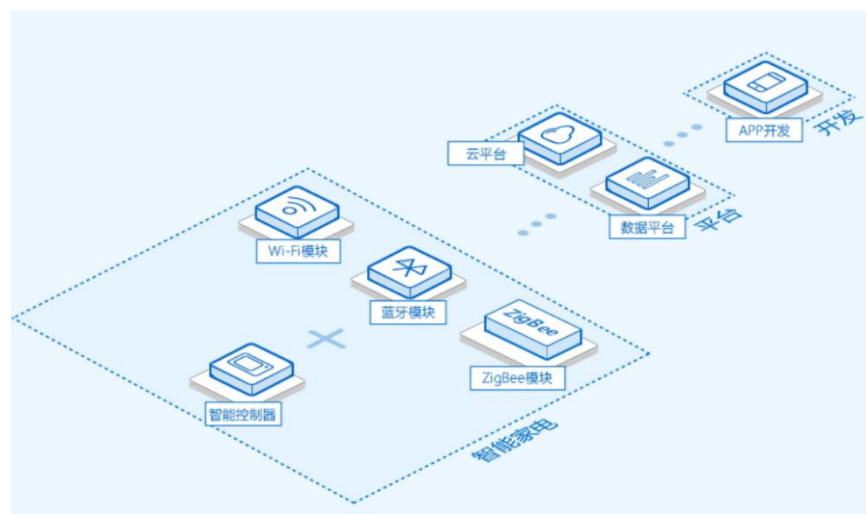 APP开发
开发
云平台
数据平台
平台
Wi-Fi模块
蓝牙模块
ZigBee
ZigBee模块
智能控制器
智能家电